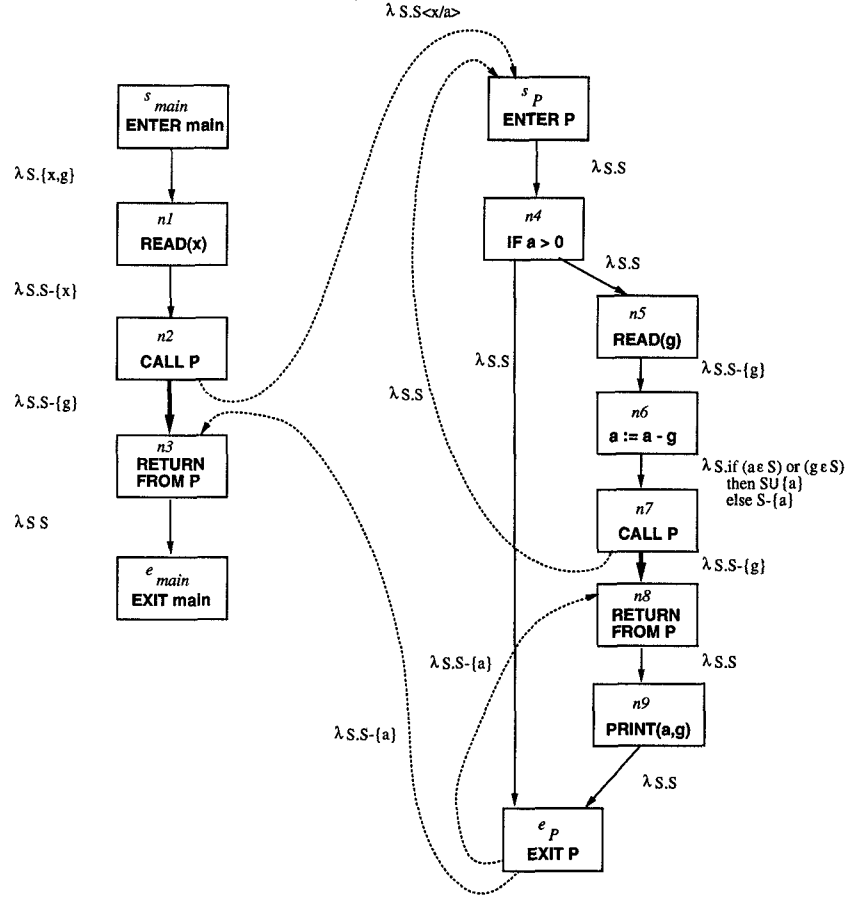 λ S.S<x/a>
s main
ENTER main
λ S.{x,g}
n1
READ(x)
λ S.S-{x}
n2
CALL P
λ S.S-{g}
n3
RETURN
FROM P
λ S S
e main
EXIT main
s P
ENTER P
λ S.S
n4
IF a > 0
λ S.S
n5
READ(g)
λ S.S-{g}
n6
a := a - g
λ S.if (a ε S) or (g ε S)
then S∪{a}
else S-{a}
n7
CALL P
λ S.S-{g}
n8
RETURN
FROM P
λ S.S
n9
PRINT(a,g)
λ S.S
λ S.S
λ S.S
λ S.S-{a}
λ S.S-{a}
e P
EXIT P